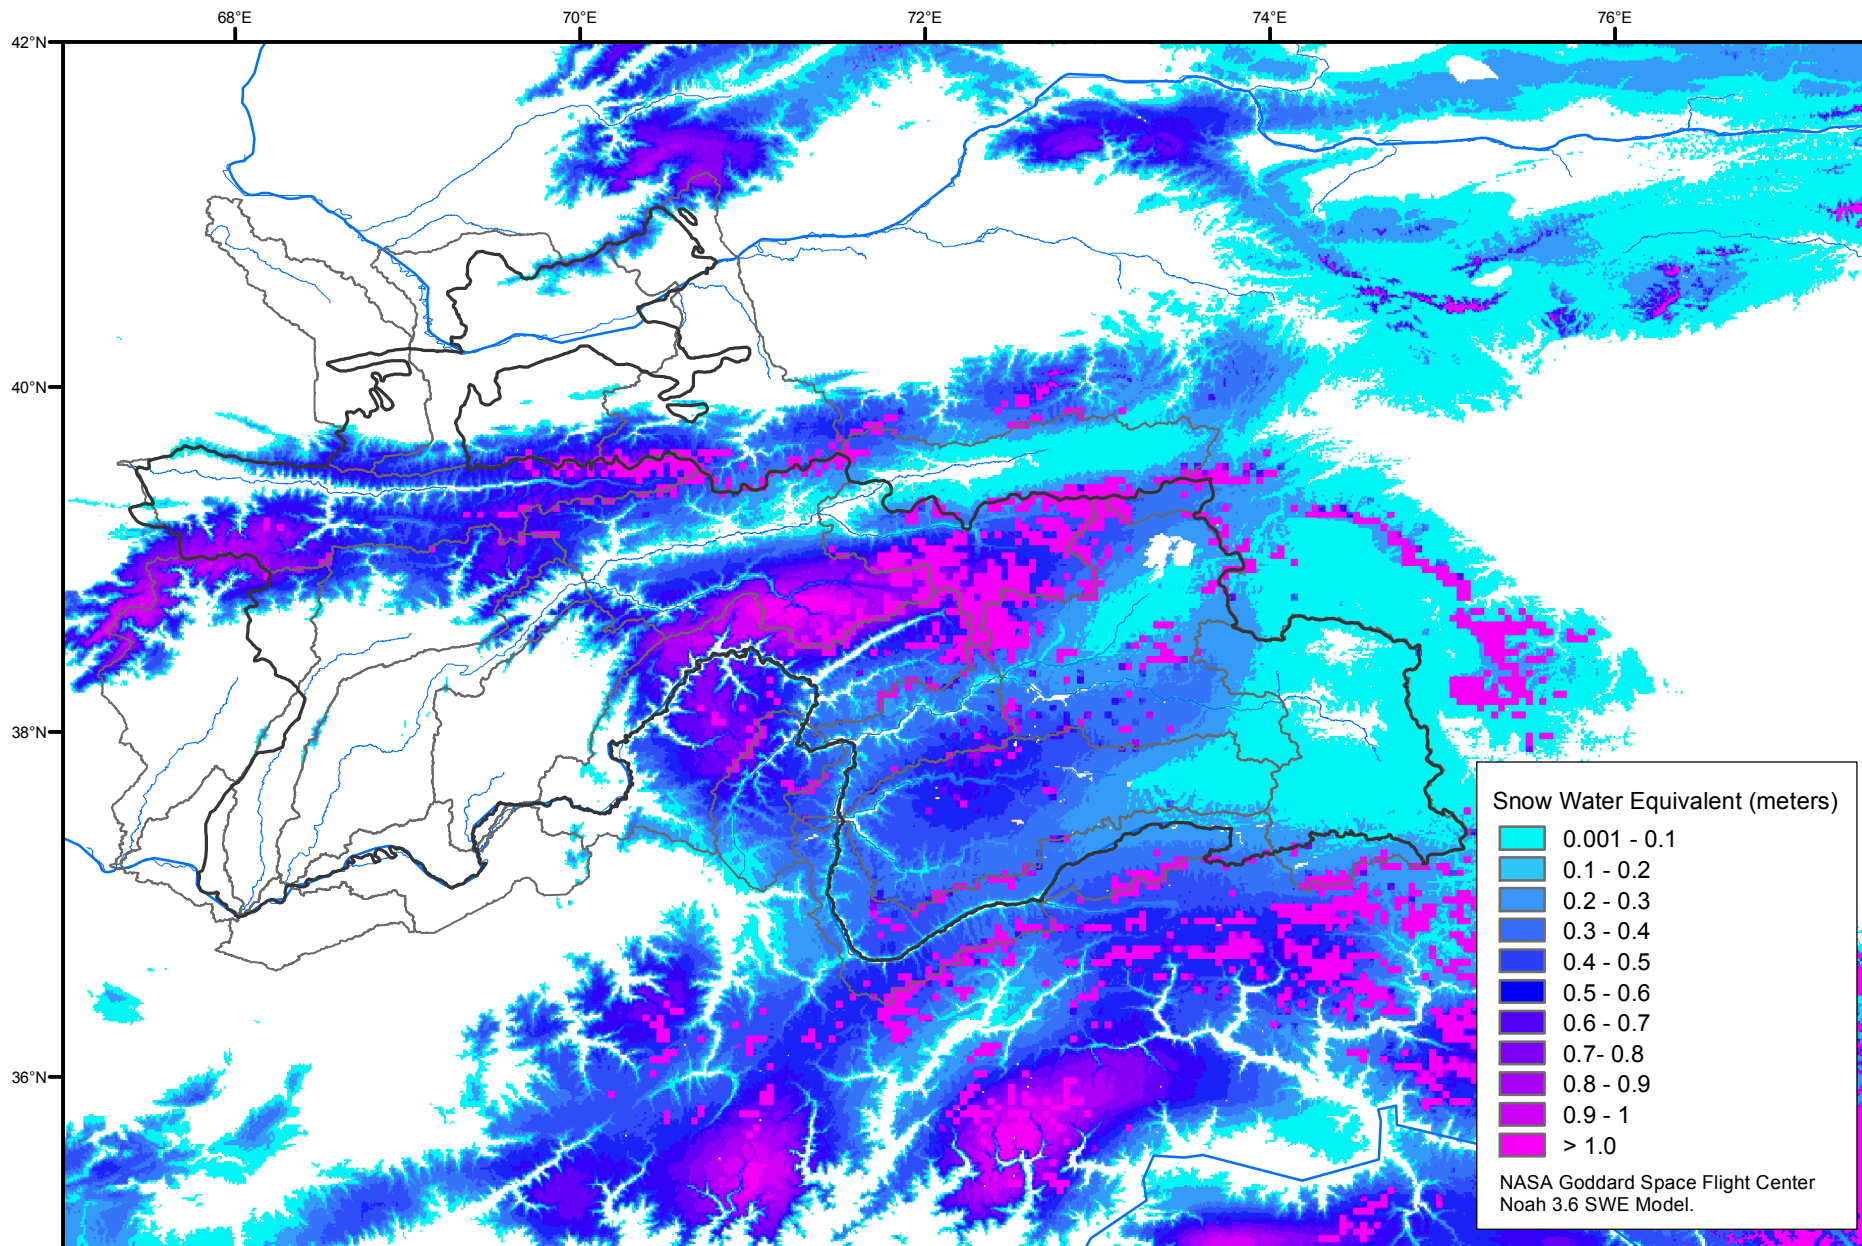 68°E
70°E
72°E
74°E
76°E
42°N
40°N
38°N
36°N
Snow Water Equivalent (meters)
0.001 - 0.1
0.1 - 0.2
0.2 - 0.3
0.3 - 0.4
0.4 - 0.5
0.5 - 0.6
0.6 - 0.7
0.7- 0.8
0.8 - 0.9
0.9 - 1
> 1.0
NASA Goddard Space Flight Center
Noah 3.6 SWE Model.